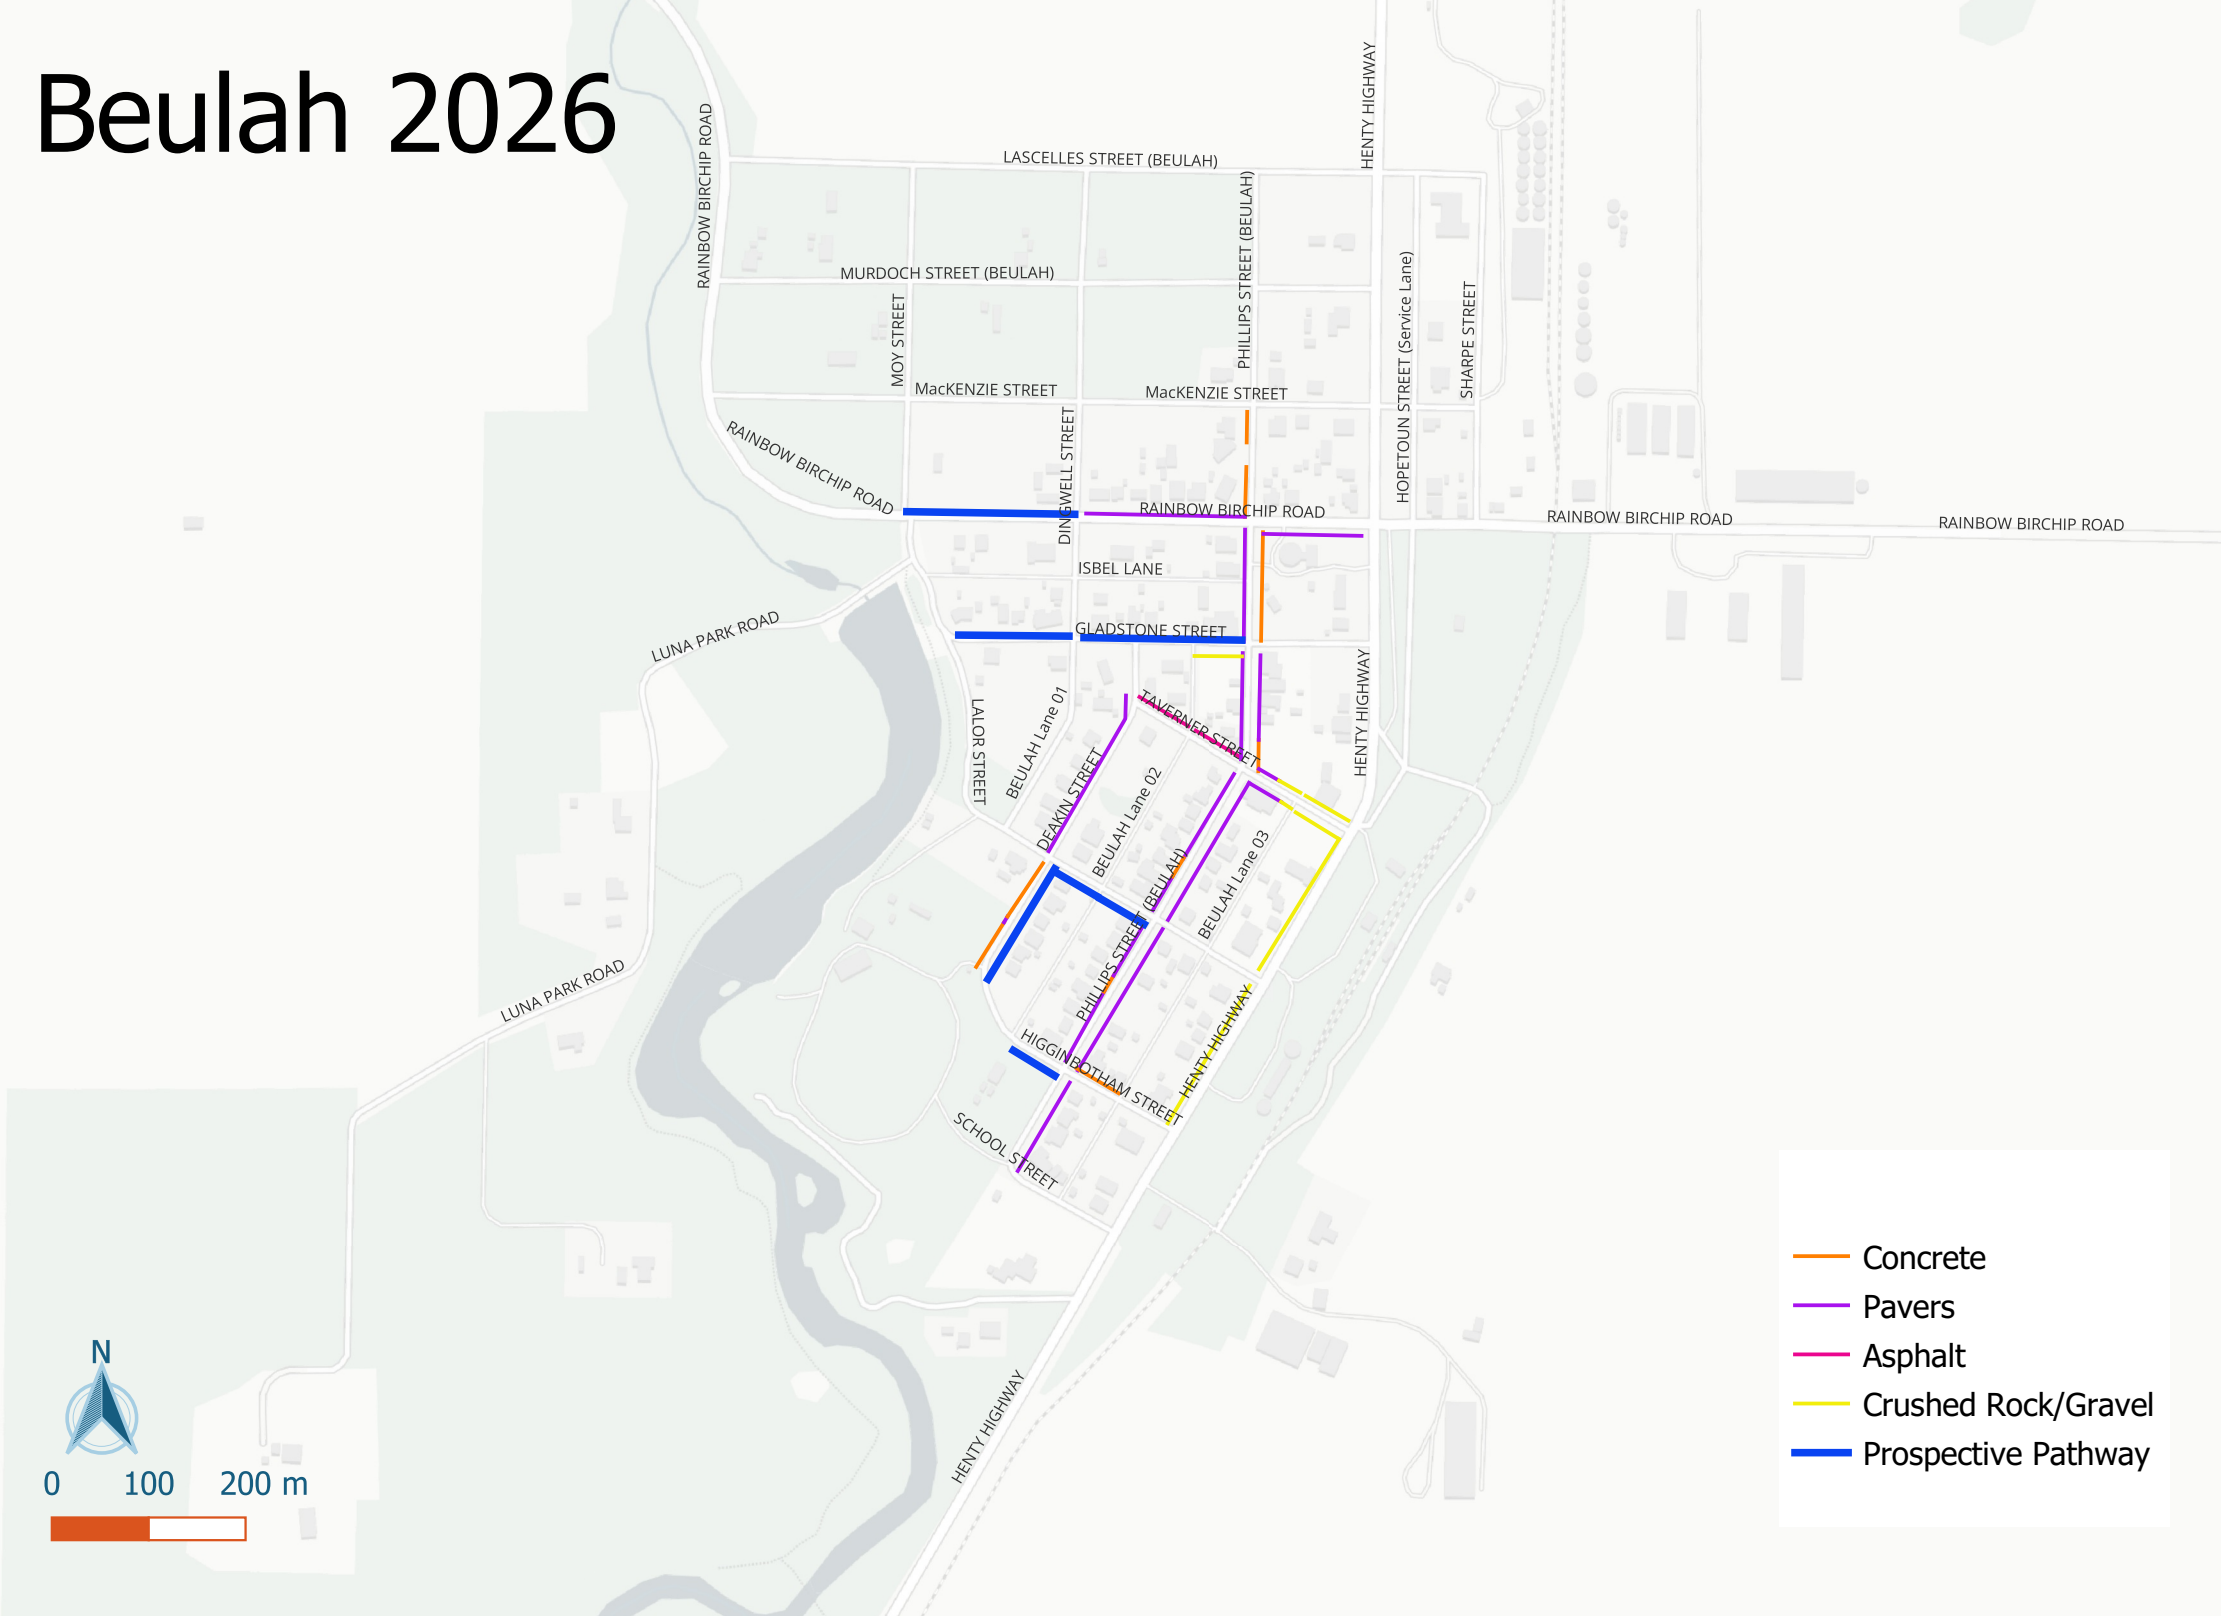 Beulah 2026
HENTY HIGHWAY
RAINBOW BIRCHIP ROAD
LASCELLES STREET (BEULAH)
PHILLIPS STREET (BEULAH)
MURDOCH STREET (BEULAH)
HOPETOUN STREET (Service Lane)
SHARPE STREET
MOY STREET
MacKENZIE STREET
MacKENZIE STREET
DINGWELL STREET
RAINBOW BIRCHIP ROAD
RAINBOW BIRCHIP ROAD
RAINBOW BIRCHIP ROAD
RAINBOW BIRCHIP ROAD
ISBEL LANE
LUNA PARK ROAD
GLADSTONE STREET
HENTY HIGHWAY
LALOR STREET
BEULAH Lane 01
TAVERNER STREET
DEAKIN STREET
BEULAH Lane 02
BEULAH Lane 03
PHILLIPS STREET (BEULAH)
LUNA PARK ROAD
HENTY HIGHWAY
HIGGINBOTHAM STREET
SCHOOL STREET
HENTY HIGHWAY
Concrete
Pavers
Asphalt
Crushed Rock/Gravel
Prospective Pathway
N
0 100 200 m